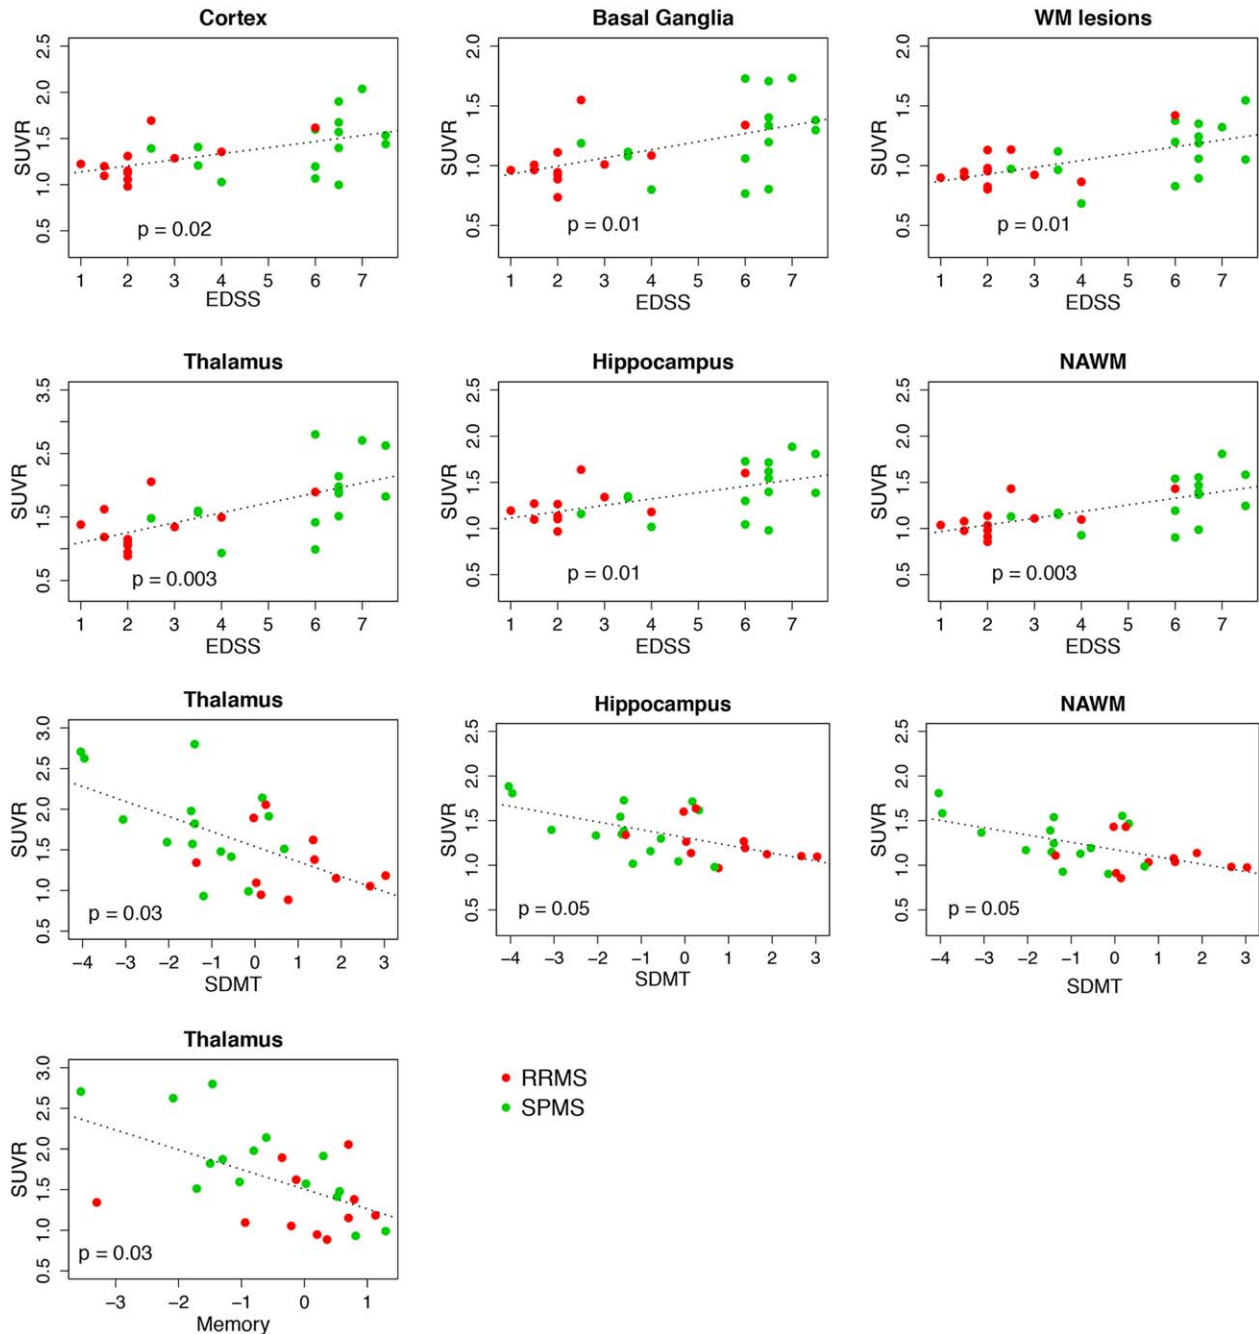 Cortex
Basal Ganglia
WM lesions
SUVR
2.5
2.0
1.5
1.0
0.5
p = 0.02
1 2 3 4 5 6 7
EDSS
SUVR
2.0
1.5
1.0
0.5
p = 0.01
1 2 3 4 5 6 7
EDSS
SUVR
2.0
1.5
1.0
0.5
p = 0.01
1 2 3 4 5 6 7
EDSS
Thalamus
Hippocampus
NAWM
SUVR
3.5
2.5
1.5
0.5
p = 0.003
1 2 3 4 5 6 7
EDSS
SUVR
2.5
2.0
1.5
1.0
0.5
p = 0.01
1 2 3 4 5 6 7
EDSS
SUVR
2.5
2.0
1.5
1.0
0.5
p = 0.003
1 2 3 4 5 6 7
EDSS
Thalamus
Hippocampus
NAWM
SUVR
3.0
2.5
2.0
1.5
1.0
0.5
p = 0.03
−4 −3 −2 −1 0 1 2 3
SDMT
SUVR
2.5
2.0
1.5
1.0
0.5
p = 0.05
−4 −3 −2 −1 0 1 2 3
SDMT
SUVR
2.5
2.0
1.5
1.0
0.5
p = 0.05
−4 −3 −2 −1 0 1 2 3
SDMT
Thalamus
SUVR
3.0
2.5
2.0
1.5
1.0
0.5
p = 0.03
−3 −2 −1 0 1
Memory
RRMS
SPMS